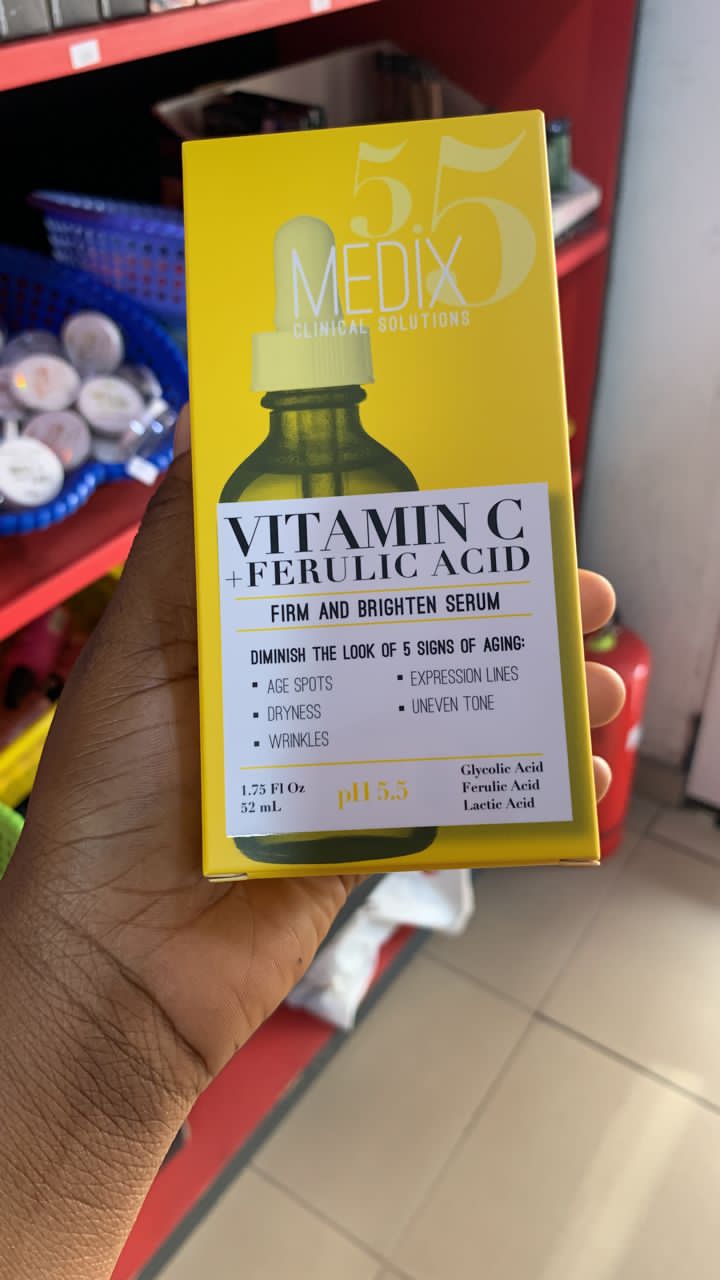 5.5
MEDIX
CLINICAL SOLUTIONS
VITAMIN C
+FERULIC ACID
FIRM AND BRIGHTEN SERUM
DIMINISH THE LOOK OF 5 SIGNS OF AGING:
▪ AGE SPOTS
▪ DRYNESS
▪ WRINKLES
▪ EXPRESSION LINES
▪ UNEVEN TONE
1.75 Fl Oz
52 mL
pH 5.5
Glycolic Acid
Ferulic Acid
Lactic Acid